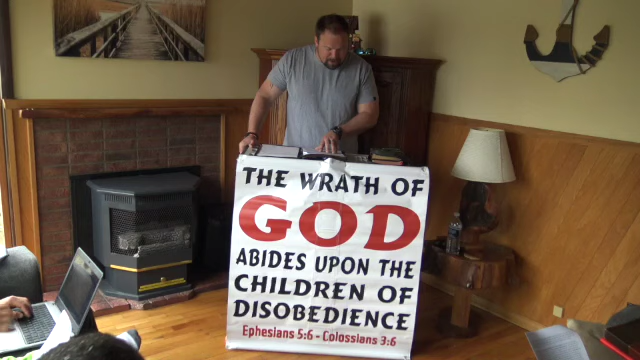 THE WRATH OF
GOD
ABIDES UPON THE
CHILDREN OF
DISOBEDIENCE
Ephesians 5:6 - Colossians 3:6